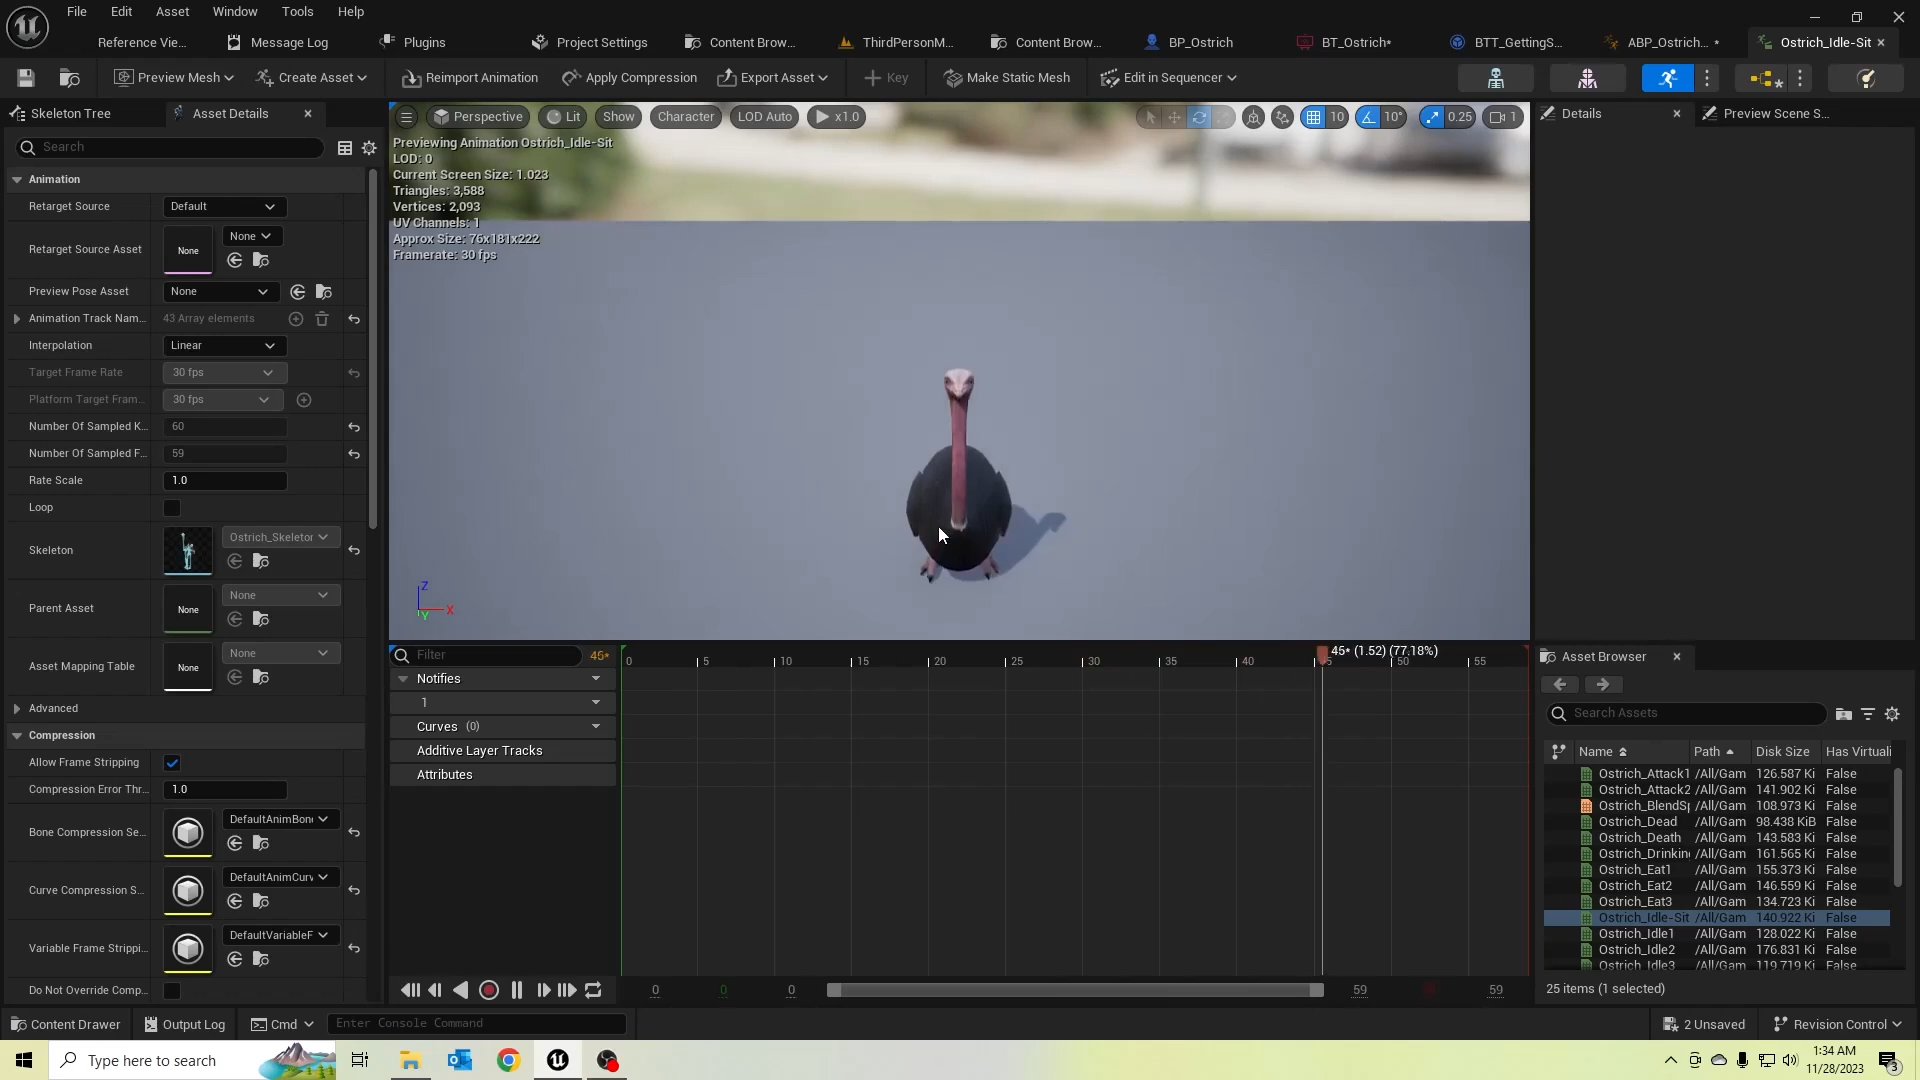 File Edit Asset Window Tools Help
Reference Vie... Message Log Plugins Project Settings Content Brow... ThirdPersonM... Content Brow... BP_Ostrich BT_Ostrich* BTT_GettingS... ABP_Ostrich... * Ostrich_Idle-Sit
Preview Mesh Create Asset Reimport Animation Apply Compression Export Asset Key Make Static Mesh Edit in Sequencer
Skeleton Tree Asset Details
Search
Animation
Retarget Source Default
Retarget Source Asset None None
Preview Pose Asset None
Animation Track Nam... 43 Array elements
Interpolation Linear
Target Frame Rate 30 fps
Platform Target Fram... 30 fps
Number Of Sampled K... 60
Number Of Sampled F... 59
Rate Scale 1.0
Loop
Skeleton Ostrich_Skeleton
Parent Asset None None
Asset Mapping Table None None
Advanced
Compression
Allow Frame Stripping
Compression Error Thr... 1.0
Bone Compression Se... DefaultAnimBone
Curve Compression S... DefaultAnimCurv
Variable Frame Strippi... DefaultVariableF
Do Not Override Comp...
Perspective Lit Show Character LOD Auto x1.0 10 10° 0.25 1
Previewing Animation Ostrich_Idle-Sit
LOD: 0
Current Screen Size: 1.023
Triangles: 3,588
Vertices: 2,093
UV Channels: 1
Approx Size: 76x181x222
Framerate: 30 fps
Z
X
Y
Filter 45*
0 5 10 15 20 25 30 35 40 45* (1.52) (77.18%) 50 55
Notifies
1
Curves (0)
Additive Layer Tracks
Attributes
0 0 0 59 59
Details Preview Scene S...
Asset Browser
Search Assets
Name Path Disk Size Has Virtuali
Ostrich_Attack1 /All/Gam 126.587 Ki False
Ostrich_Attack2 /All/Gam 141.902 Ki False
Ostrich_BlendSp /All/Gam 108.973 Ki False
Ostrich_Dead /All/Gam 98.438 KiB False
Ostrich_Death /All/Gam 143.583 Ki False
Ostrich_Drinking /All/Gam 161.565 Ki False
Ostrich_Eat1 /All/Gam 155.373 Ki False
Ostrich_Eat2 /All/Gam 146.559 Ki False
Ostrich_Eat3 /All/Gam 134.723 Ki False
Ostrich_Idle-Sit /All/Gam 140.922 Ki False
Ostrich_Idle1 /All/Gam 128.022 Ki False
Ostrich_Idle2 /All/Gam 176.831 Ki False
Ostrich_Idle3 /All/Gam 119.719 Ki False
25 items (1 selected)
Content Drawer Output Log Cmd Enter Console Command 2 Unsaved Revision Control
Type here to search
1:34 AM
11/28/2023
3